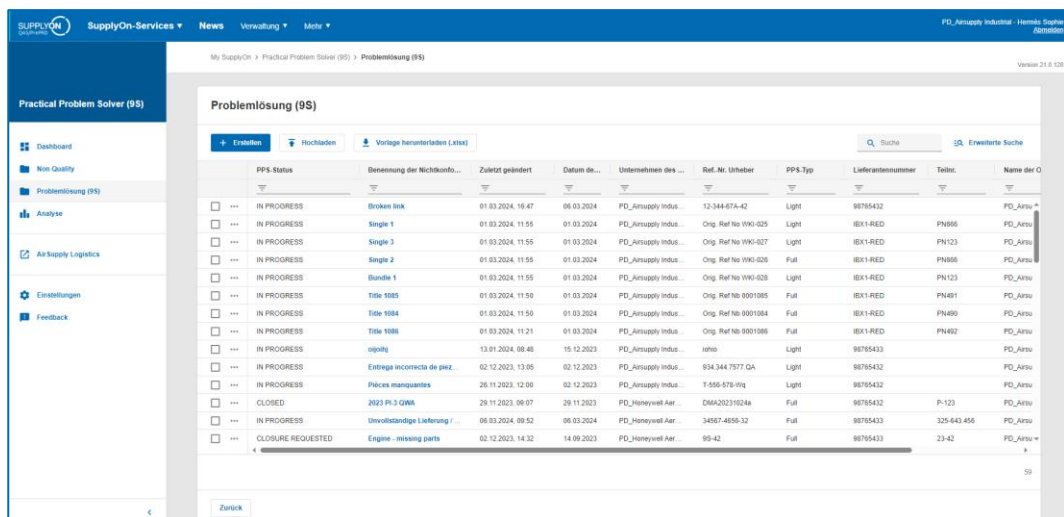 SUPPLYON
SupplyOn-Services ▾ News Verwaltung ▾ Mehr ▾
PD_Airsupply Industrial - Hermès Sophie
Abmelden
My SupplyOn > Practical Problem Solver (9S) > Problemlösung (9S)
Practical Problem Solver (9S)
Dashboard
Non Quality
Problemlösung (9S)
Analyse
AirSupply Logistics
Einstellungen
Feedback
Problemlösung (9S)
+ Erstellen Hochladen Vorlage herunterladen (.xlsx) Suche Erweiterte Suche
PPS-Status Benennung der Nichtkonfo... Zuletzt geändert Datum de... Unternehmen des ... Ref.-Nr. Urheber PPS-Typ Lieferantennummer Teilnr. Name der O
IN PROGRESS Broken link 01.03.2024, 16:47 06.03.2024 PD_Airsupply Indus... 12-344-67A-42 Light 98765432 PD_Airsu
IN PROGRESS Single 1 01.03.2024, 11:55 01.03.2024 PD_Airsupply Indus... Orig. Ref No WKI-025 Light IBX1-RED PN666 PD_Airsu
IN PROGRESS Single 3 01.03.2024, 11:55 01.03.2024 PD_Airsupply Indus... Orig. Ref No WKI-027 Light IBX1-RED PN123 PD_Airsu
IN PROGRESS Single 2 01.03.2024, 11:55 01.03.2024 PD_Airsupply Indus... Orig. Ref No WKI-026 Full IBX1-RED PN666 PD_Airsu
IN PROGRESS Bundle 1 01.03.2024, 11:55 01.03.2024 PD_Airsupply Indus... Orig. Ref No WKI-028 Light IBX1-RED PN123 PD_Airsu
IN PROGRESS Title 1085 01.03.2024, 11:50 01.03.2024 PD_Airsupply Indus... Orig. Ref Nb 0001085 Full IBX1-RED PN491 PD_Airsu
IN PROGRESS Title 1084 01.03.2024, 11:50 01.03.2024 PD_Airsupply Indus... Orig. Ref Nb 0001084 Full IBX1-RED PN490 PD_Airsu
IN PROGRESS Title 1086 01.03.2024, 11:21 01.03.2024 PD_Airsupply Indus... Orig. Ref Nb 0001086 Full IBX1-RED PN492 PD_Airsu
IN PROGRESS oijoihj 13.01.2024, 08:48 15.12.2023 PD_Airsupply Indus... iohio Light 98765433 PD_Airsu
IN PROGRESS Entrega incorrecta de piez... 02.12.2023, 13:05 02.12.2023 PD_Airsupply Indus... 934.344.7577.QA Light 98765432 PD_Airsu
IN PROGRESS Pièces manquantes 26.11.2023, 12:00 02.12.2023 PD_Airsupply Indus... T-556-578-Wq Light 98765432 PD_Airsu
CLOSED 2023 PI-3 QWA 29.11.2023, 09:07 29.11.2023 PD_Honeywell Aer... DMA20231024a Full 98765432 P-123 PD_Airsu
IN PROGRESS Unvollständige Lieferung / ... 06.03.2024, 09:52 06.03.2024 PD_Honeywell Aer... 34567-4656-32 Full 98765433 325-643.456 PD_Airsu
CLOSURE REQUESTED Engine - missing parts 02.12.2023, 14:32 14.09.2023 PD_Honeywell Aer... 9S-42 Full 98765433 23-42 PD_Airsu
59
Zurück